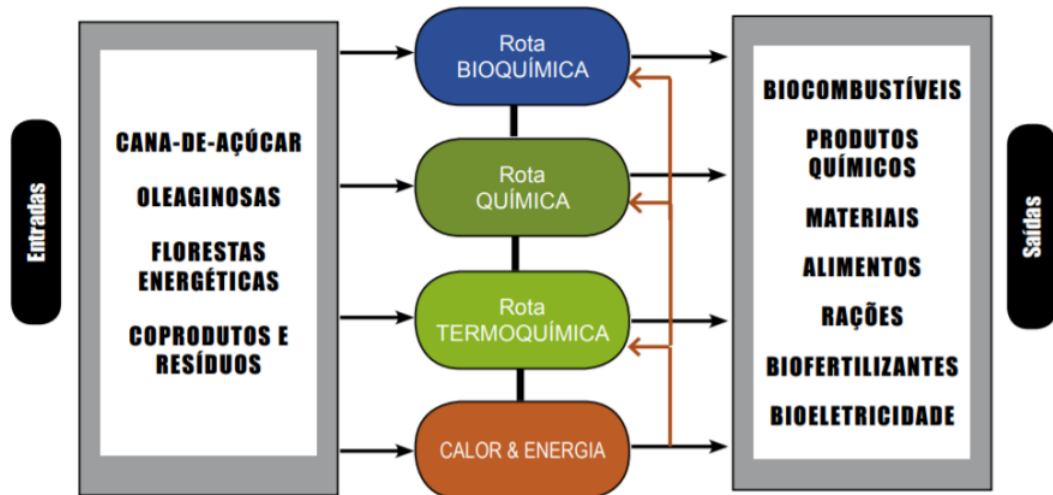 Entradas
CANA-DE-AÇÚCAR
OLEAGINOSAS
FLORESTAS
ENERGÉTICAS
COPRODUTOS E
RESÍDUOS
Rota
BIOQUÍMICA
Rota
QUÍMICA
Rota
TERMOQUÍMICA
CALOR & ENERGIA
BIOCOMBUSTÍVEIS
PRODUTOS
QUÍMICOS
MATERIAIS
ALIMENTOS
RAÇÕES
BIOFERTILIZANTES
BIOELETRICIDADE
Saídas